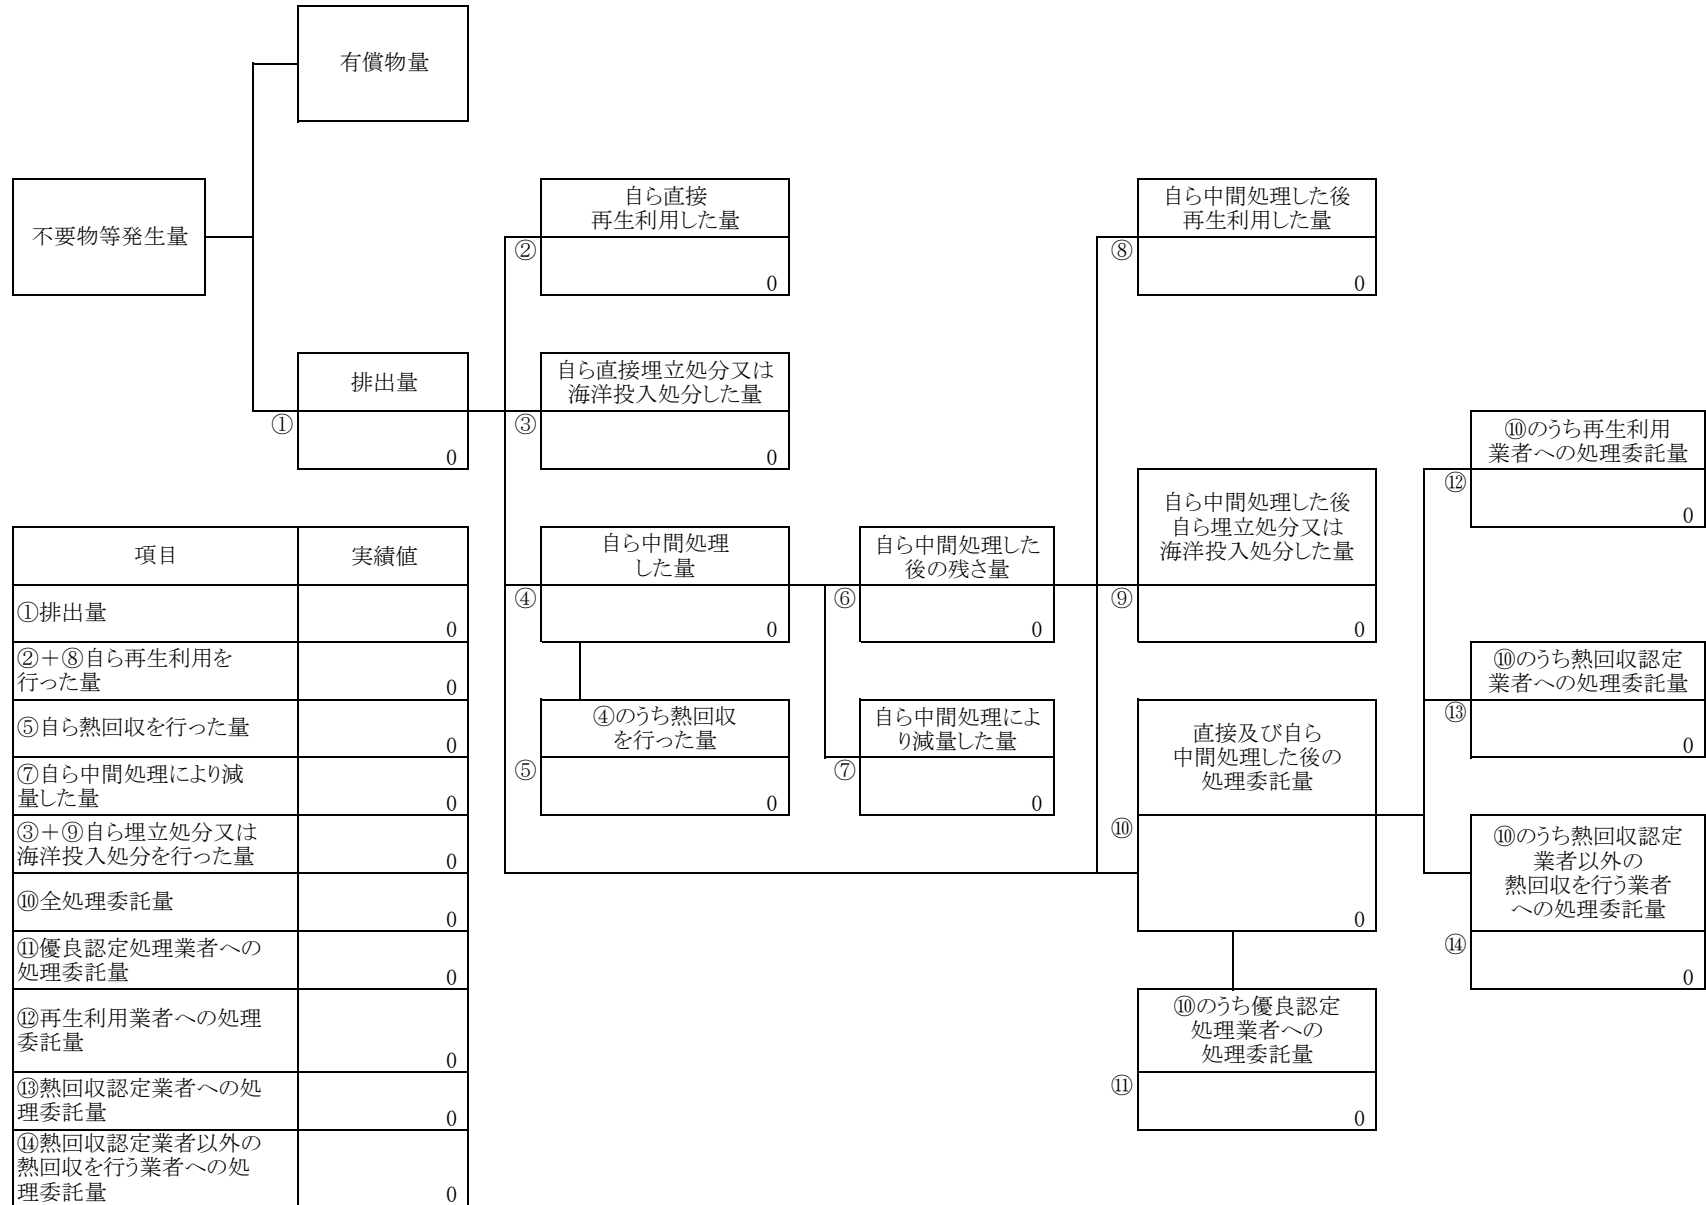 有償物量
不要物等発生量
自ら直接
再生利用した量
②
0
自ら中間処理した後
再生利用した量
⑧
0
排出量
①
0
自ら直接埋立処分又は
海洋投入処分した量
③
0
⑩のうち再生利用
業者への処理委託量
⑫
0
自ら中間処理した後
自ら埋立処分又は
海洋投入処分した量
⑨
0
自ら中間処理
した量
④
0
自ら中間処理した
後の残さ量
⑥
0
⑩のうち熱回収認定
業者への処理委託量
⑬
0
④のうち熱回収
を行った量
⑤
0
自ら中間処理によ
り減量した量
⑦
0
直接及び自ら
中間処理した後の
処理委託量
⑩
0
⑩のうち熱回収認定
業者以外の
熱回収を行う業者
への処理委託量
⑭
0
⑩のうち優良認定
処理業者への
処理委託量
⑪
0
項目 実績値
①排出量
0
②＋⑧自ら再生利用を
行った量
0
⑤自ら熱回収を行った量
0
⑦自ら中間処理により減
量した量
0
③＋⑨自ら埋立処分又は
海洋投入処分を行った量
0
⑩全処理委託量
0
⑪優良認定処理業者への
処理委託量
0
⑫再生利用業者への処理
委託量
0
⑬熱回収認定業者への処
理委託量
0
⑭熱回収認定業者以外の
熱回収を行う業者への処
理委託量
0